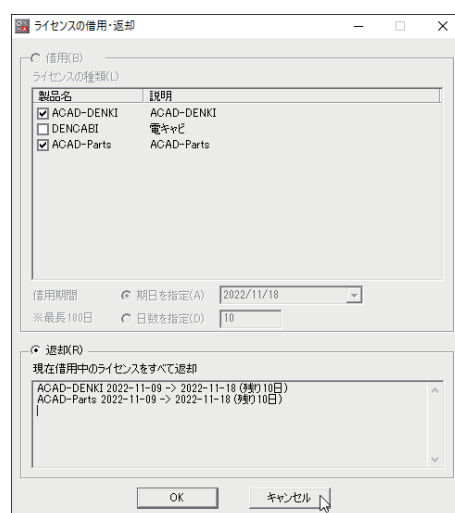 ライセンスの借用・返却
借用(B)
ライセンスの種類(L)
製品名 説明
ACAD-DENKI ACAD-DENKI
DENCABI 電キャビ
ACAD-Parts ACAD-Parts
借用期間 期日を指定(A) 2022/11/18
※最長180日 日数を指定(D) 10
返却(R)
現在借用中のライセンスをすべて返却
ACAD-DENKI 2022-11-09 -> 2022-11-18 (残り10日)
ACAD-Parts 2022-11-09 -> 2022-11-18 (残り10日)
OK キャンセル